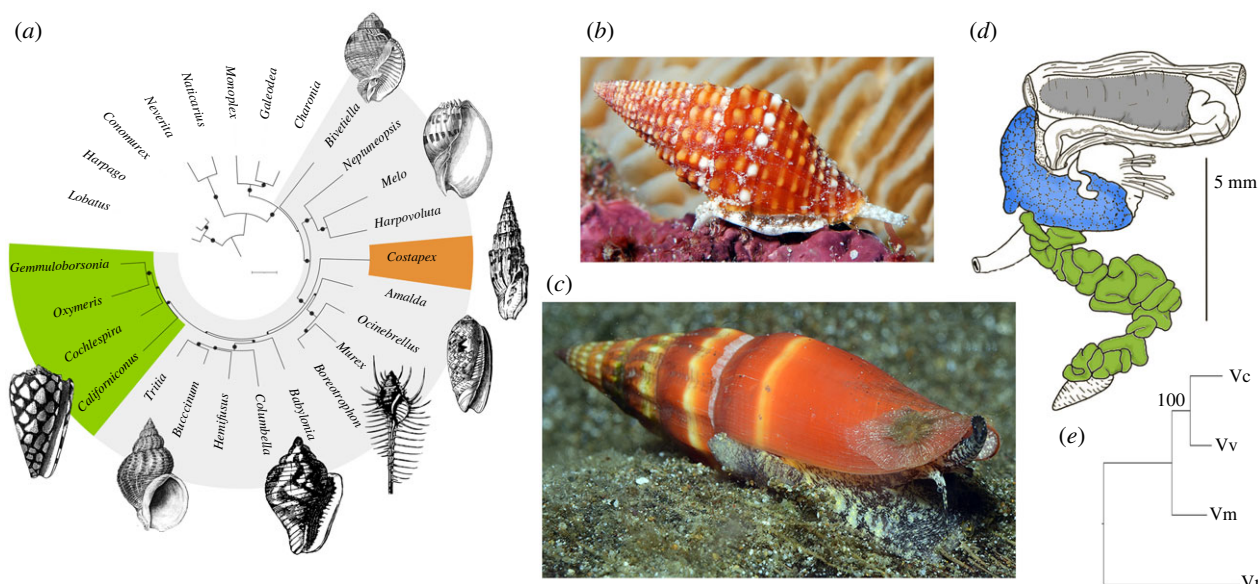 (a)
Lobatus
Harpago
Conomurex
Neverita
Naticarius
Monoplex
Galeodea
Charonia
Bivetiella
Neptuneopsis
Melo
Harpovoluta
Costapex
Amalda
Ocinebrellus
Murex
Boreotrophon
Babylonia
Columbella
Hemifusus
Buccinum
Tritia
Californiconus
Cochlespira
Oxymeris
Gemmuloborsonia
(b)
(c)
(d)
5 mm
(e)
100
Vc
Vv
Vm